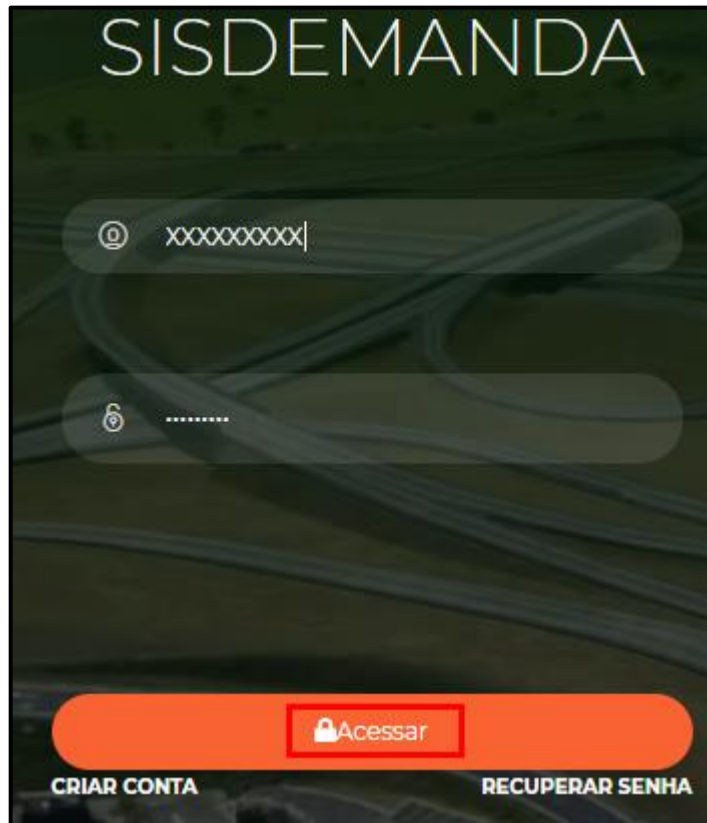 SISDEMANDA
XXXXXXXXX
.........
Acessar
CRIAR CONTA
RECUPERAR SENHA